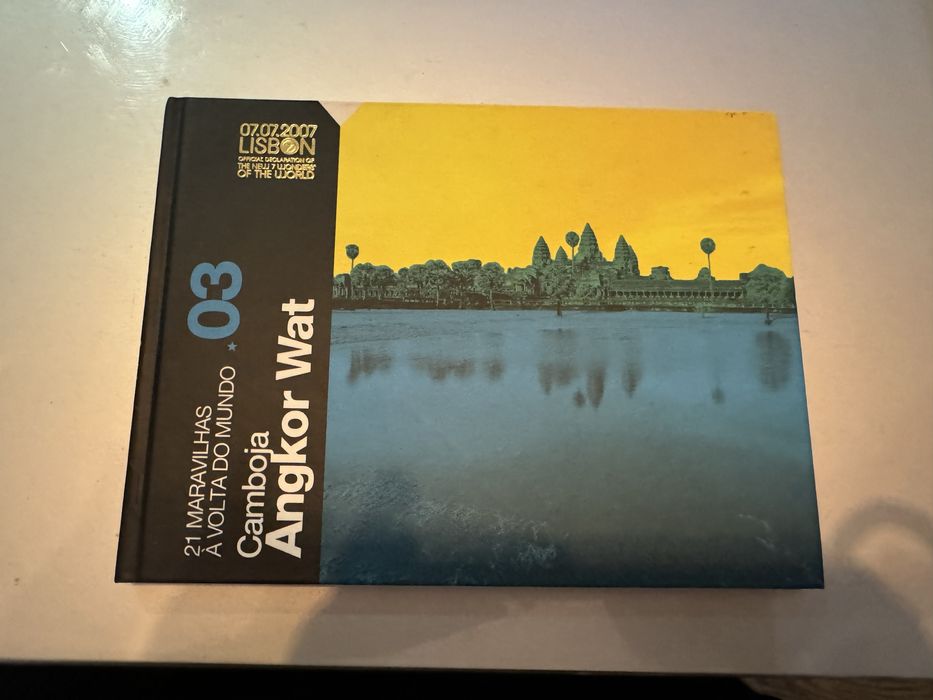 07.07.2007
LISBON
OFFICIAL DECLARATION OF
THE NEW 7 WONDERS
OF THE WORLD
21 MARAVILHAS
À VOLTA DO MUNDO
.03
Camboja
Angkor Wat